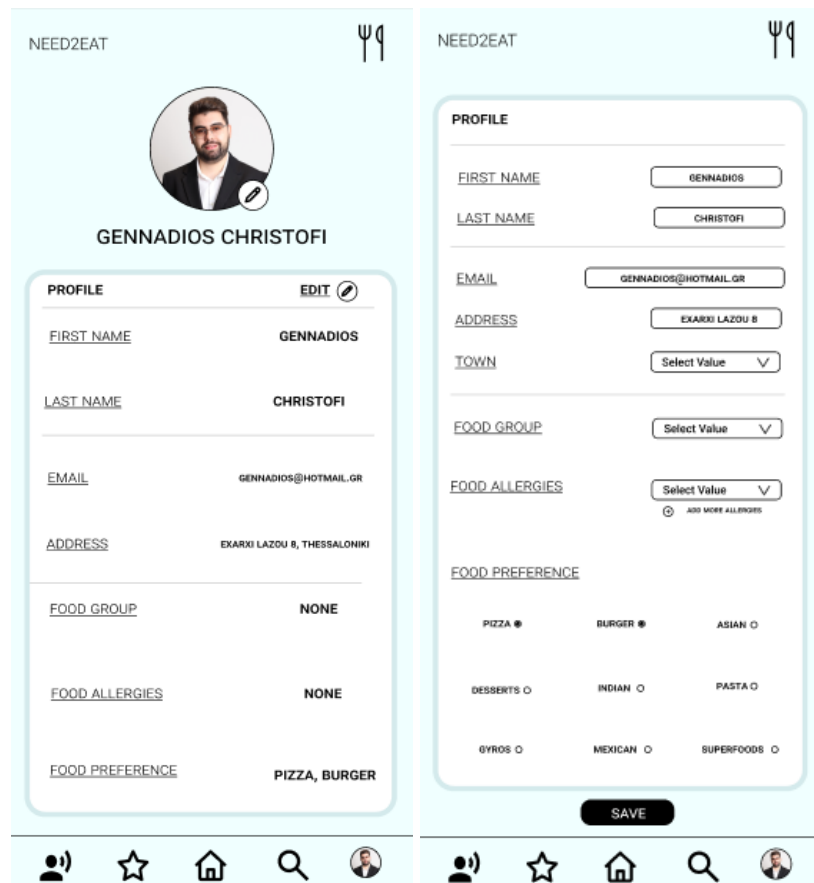 NEED2EAT
GENNADIOS CHRISTOFI
PROFILE EDIT
FIRST NAME GENNADIOS
LAST NAME CHRISTOFI
EMAIL GENNADIOS@HOTMAIL.GR
ADDRESS EXARXI LAZOU 8, THESSALONIKI
FOOD GROUP NONE
FOOD ALLERGIES NONE
FOOD PREFERENCE PIZZA, BURGER
NEED2EAT
PROFILE
FIRST NAME GENNADIOS
LAST NAME CHRISTOFI
EMAIL GENNADIOS@HOTMAIL.GR
ADDRESS EXARXI LAZOU 8
TOWN Select Value
FOOD GROUP Select Value
FOOD ALLERGIES Select Value
ADD MORE ALLERGIES
FOOD PREFERENCE
PIZZA BURGER ASIAN
DESSERTS INDIAN PASTA
GYROS MEXICAN SUPERFOODS
SAVE